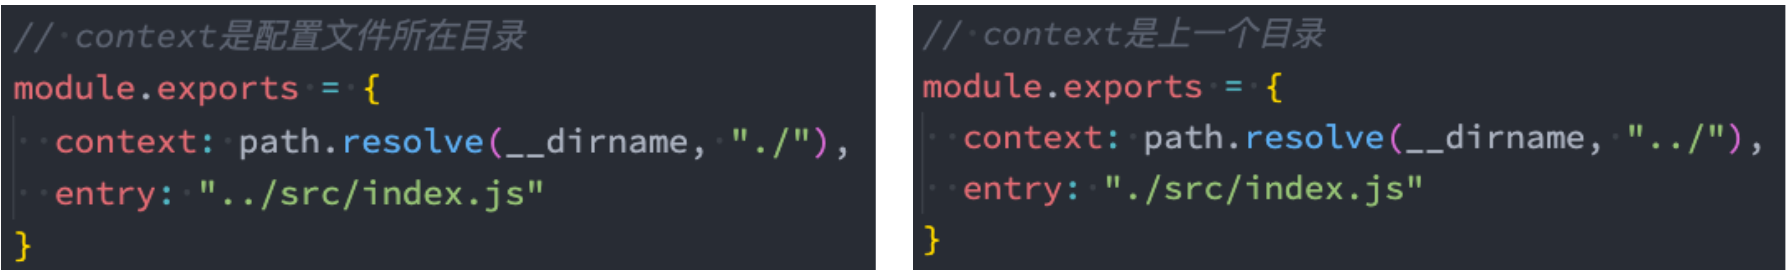 // context是配置文件所在目录
module.exports = {
  context: path.resolve(__dirname, "./"),
  entry: "../src/index.js"
}
// context是上一个目录
module.exports = {
  context: path.resolve(__dirname, "../"),
  entry: "./src/index.js"
}